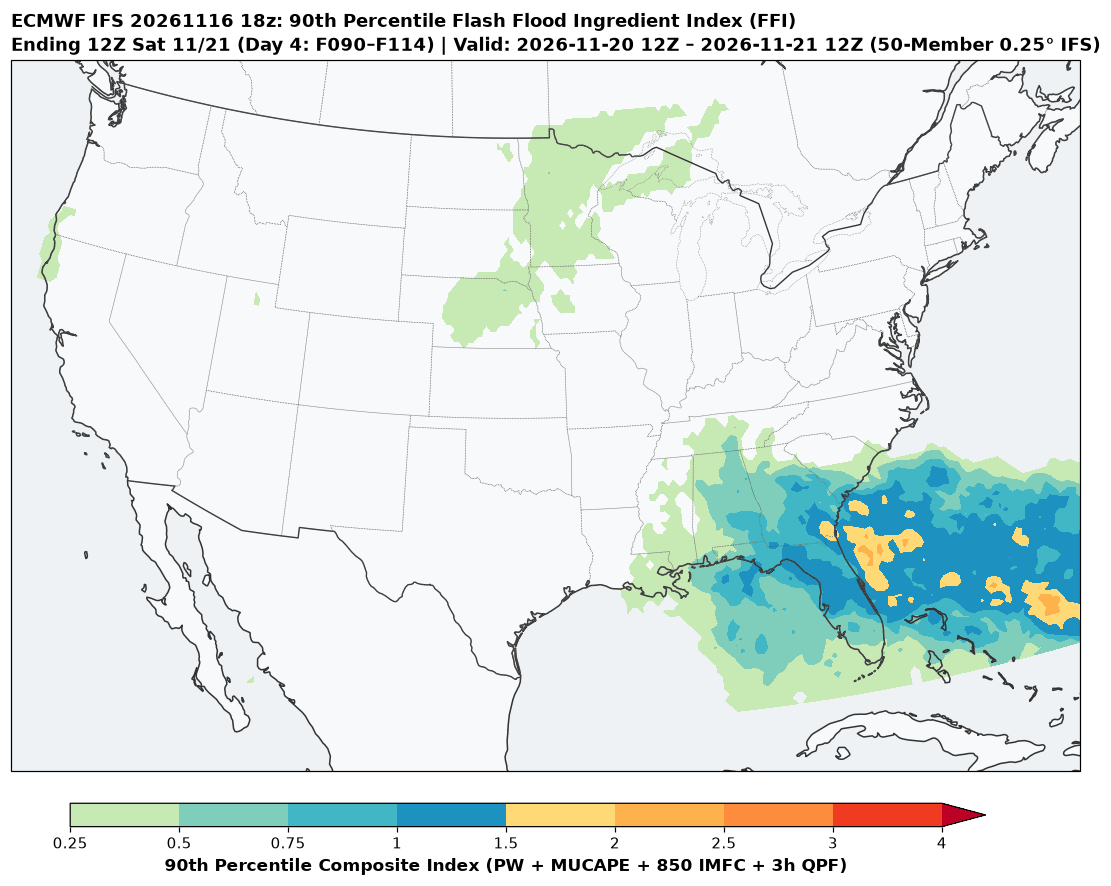 ECMWF IFS 20261116 18z: 90th Percentile Flash Flood Ingredient Index (FFI)
Ending 12Z Sat 11/21 (Day 4: F090–F114) | Valid: 2026-11-20 12Z – 2026-11-21 12Z (50-Member 0.25° IFS)
0.25 0.5 0.75 1 1.5 2 2.5 3 4
90th Percentile Composite Index (PW + MUCAPE + 850 IMFC + 3h QPF)